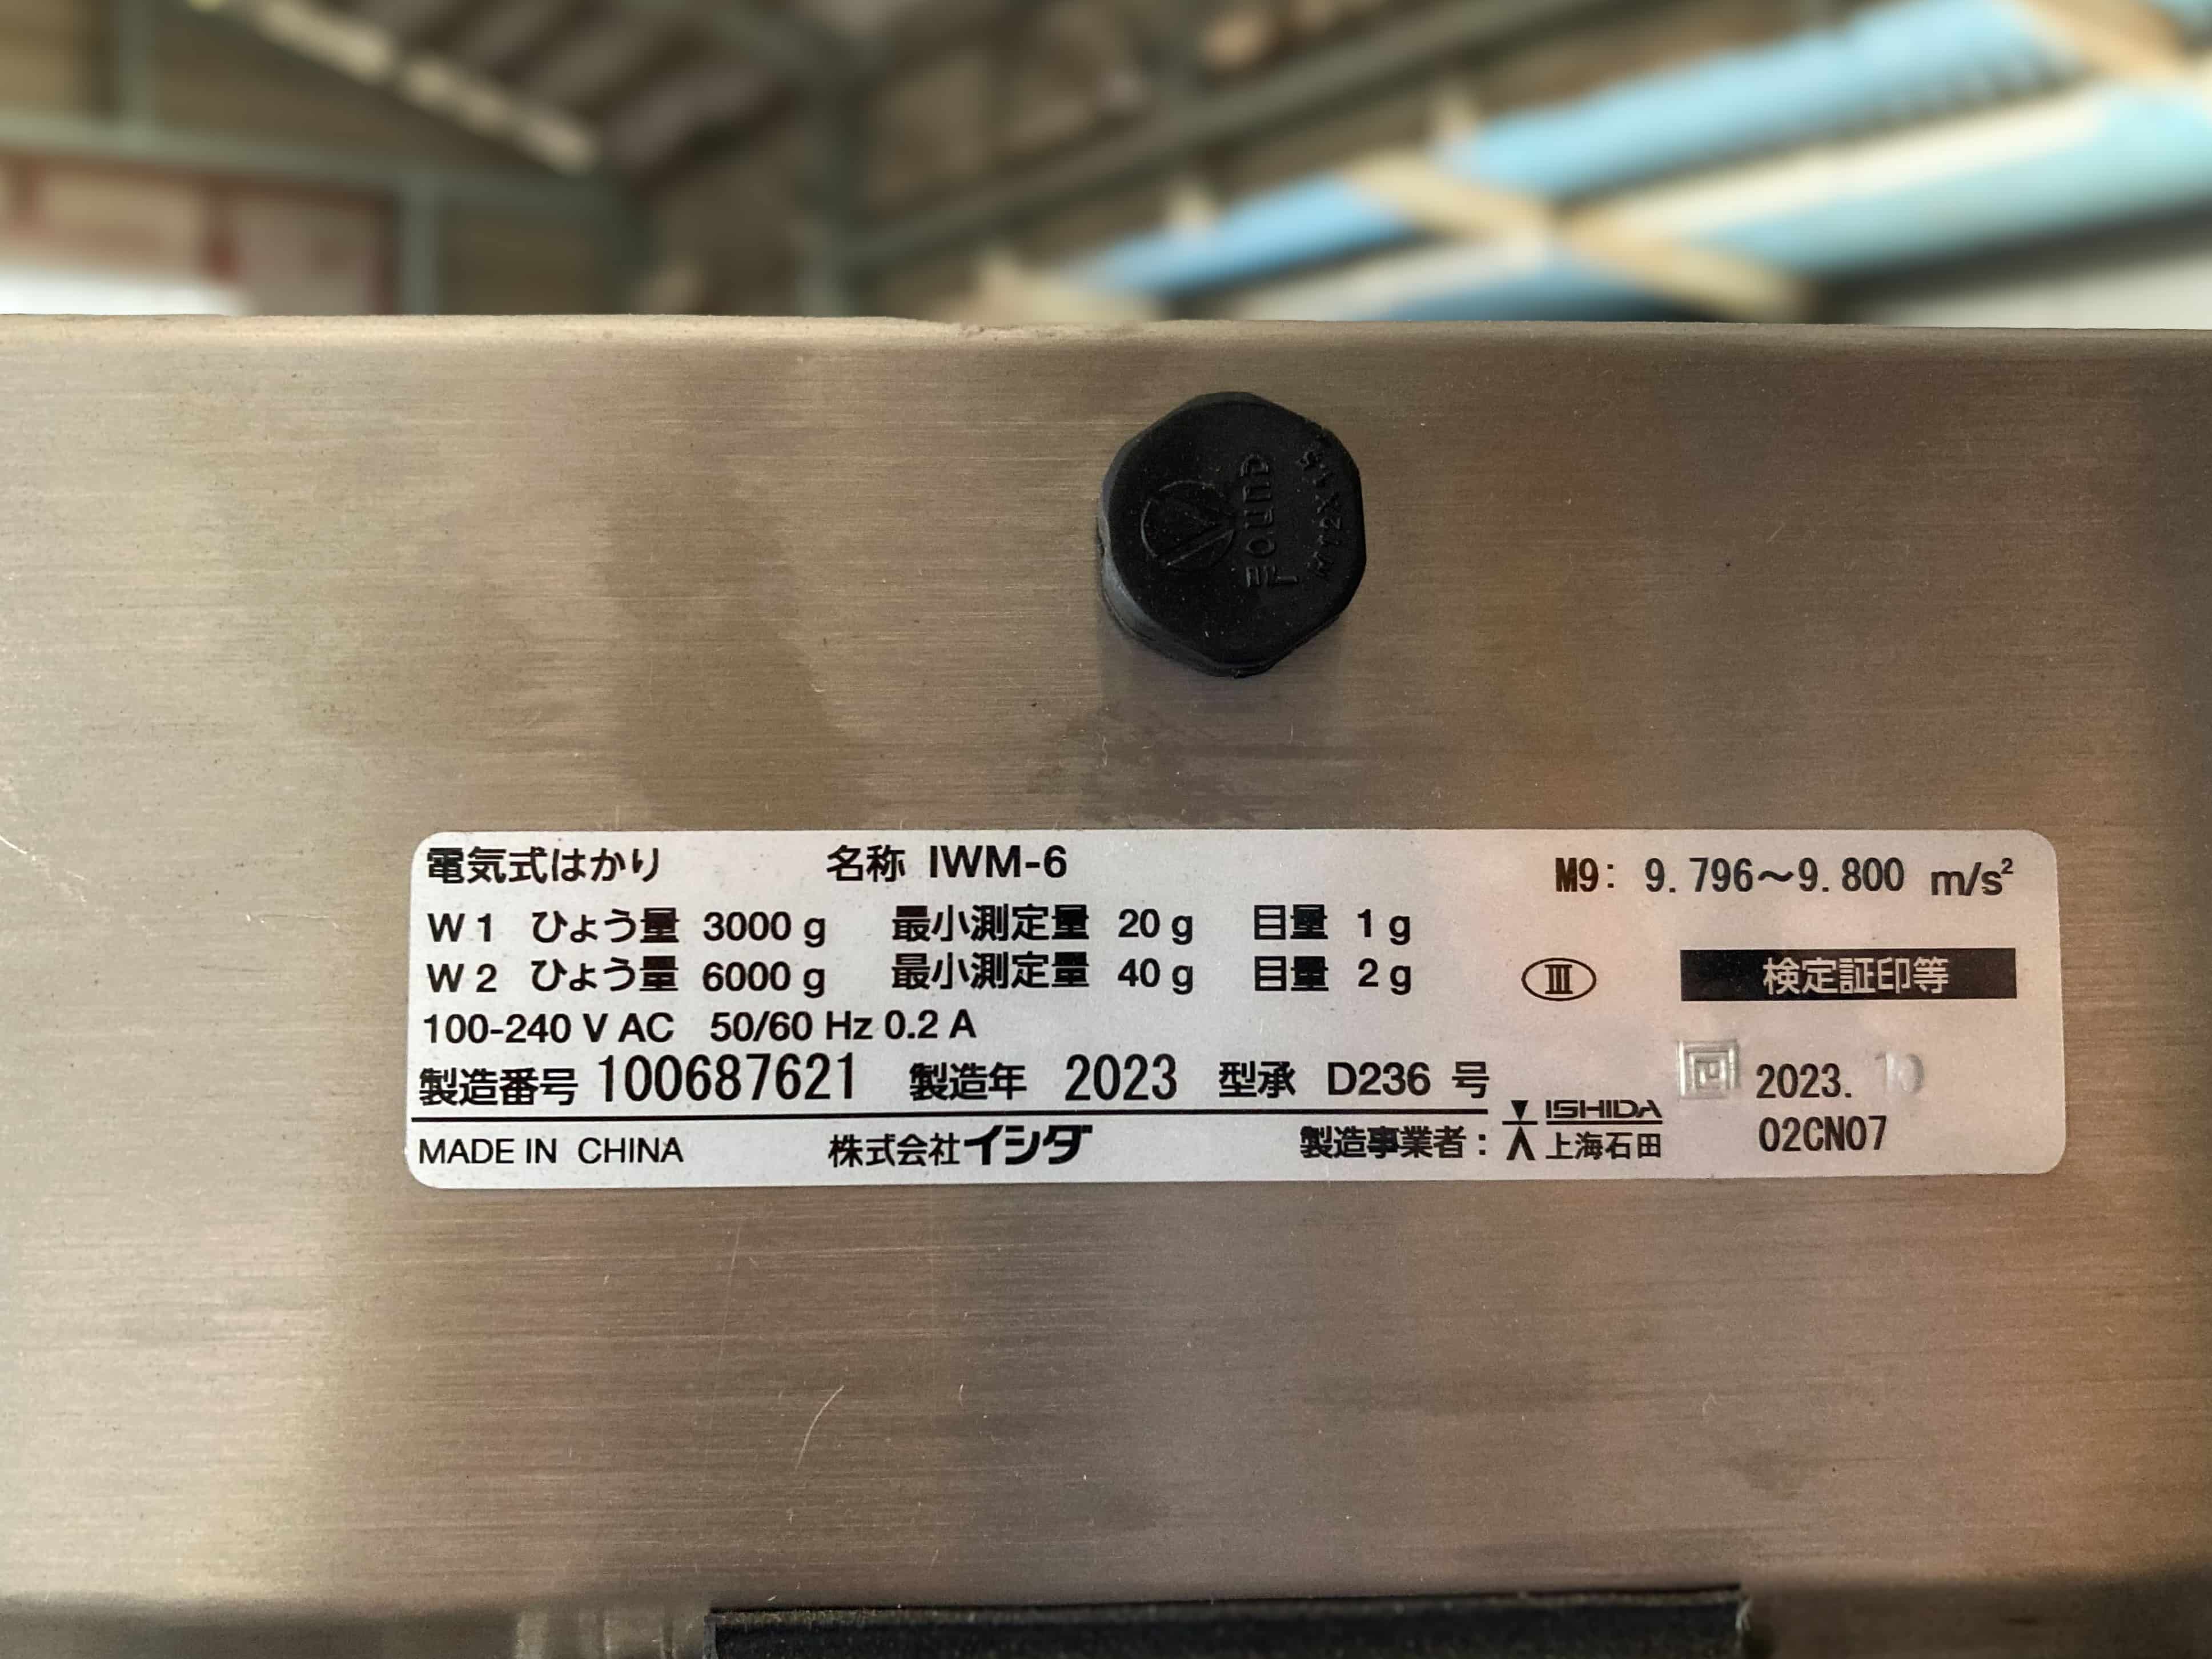 found
M12X1.5
電気式はかり 名称 IWM-6 M9: 9.796~9.800 m/s²
W1 ひょう量 3000 g 最小測定量 20 g 目量 1 g
W2 ひょう量 6000 g 最小測定量 40 g 目量 2 g Ⅲ 検定証印等
100-240 V AC 50/60 Hz 0.2 A
製造番号 100687621 製造年 2023 型承 D236 号 2023. 10
MADE IN CHINA 株式会社イシダ 製造事業者: ISHIDA 上海石田 02CN07